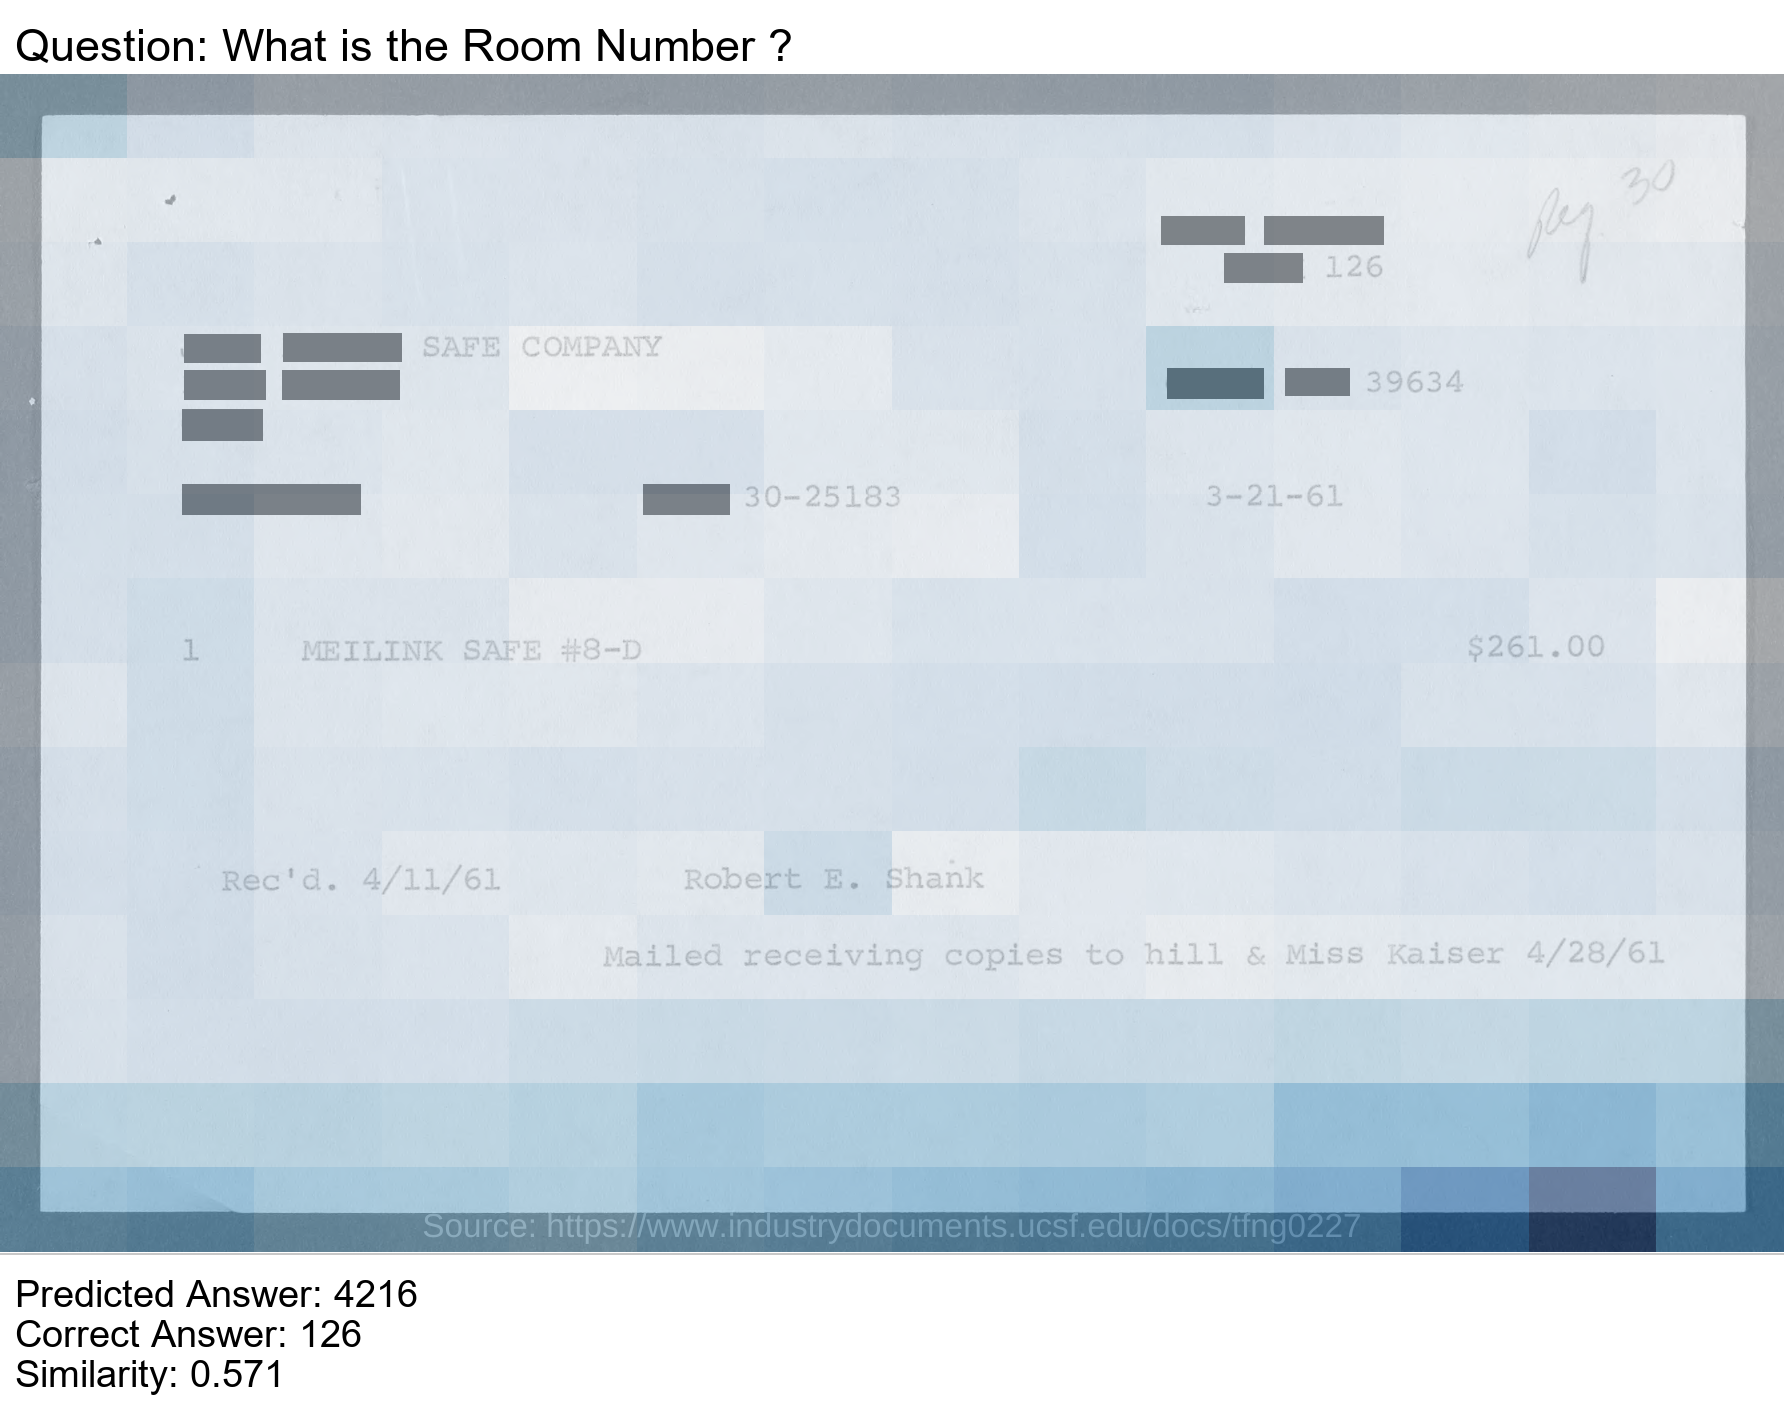 Question: What is the Room Number ?
Reg. 30
126
SAFE COMPANY
39634
30-25183 3-21-61
1 MEILINK SAFE #8-D $261.00
Rec'd. 4/11/61 Robert E. Shank
Mailed receiving copies to hill & Miss Kaiser 4/28/61
Source: https://www.industrydocuments.ucsf.edu/docs/tfng0227
Predicted Answer: 4216
Correct Answer: 126
Similarity: 0.571